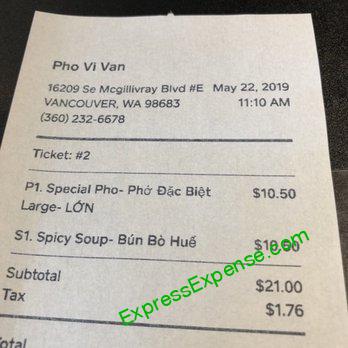 Pho Vi Van
16209 Se Mcgillivray Blvd #E May 22, 2019
VANCOUVER, WA 98683 11:10 AM
(360) 232-6678
Ticket: #2
P1. Special Pho- Phở Đặc Biệt $10.50
Large- LỚN
S1. Spicy Soup- Bún Bò Huế $10.50
Subtotal $21.00
Tax $1.76
ExpressExpense.com